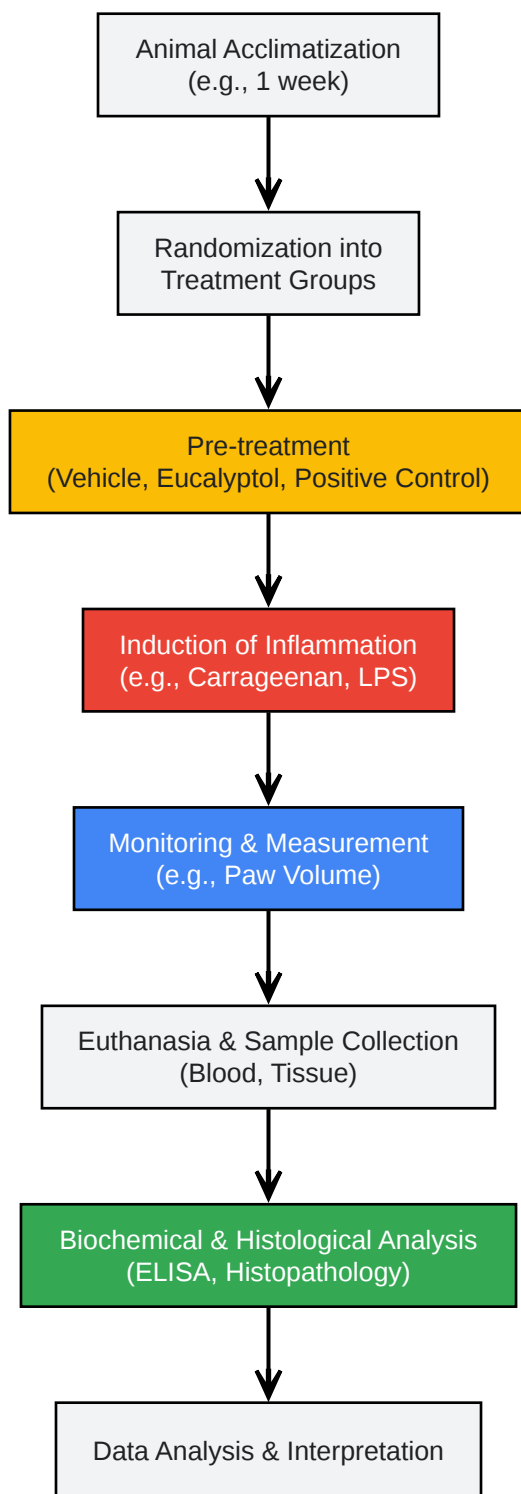 Animal Acclimatization
(e.g., 1 week)
Randomization into
Treatment Groups
Pre-treatment
(Vehicle, Eucalyptol, Positive Control)
Induction of Inflammation
(e.g., Carrageenan, LPS)
Monitoring & Measurement
(e.g., Paw Volume)
Euthanasia & Sample Collection
(Blood, Tissue)
Biochemical & Histological Analysis
(ELISA, Histopathology)
Data Analysis & Interpretation